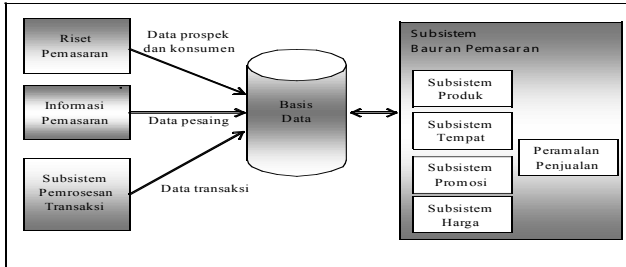 Riset
Pemasaran
Data prospek
dan konsumen
Informasi
Pemasaran
Data pesaing
Subsistem
Pemrosesan
Transaksi
Data transaksi
Basis
Data
Subsistem
Bauran Pemasaran
Subsistem
Produk
Subsistem
Tempat
Subsistem
Promosi
Subsistem
Harga
Peramalan
Penjualan